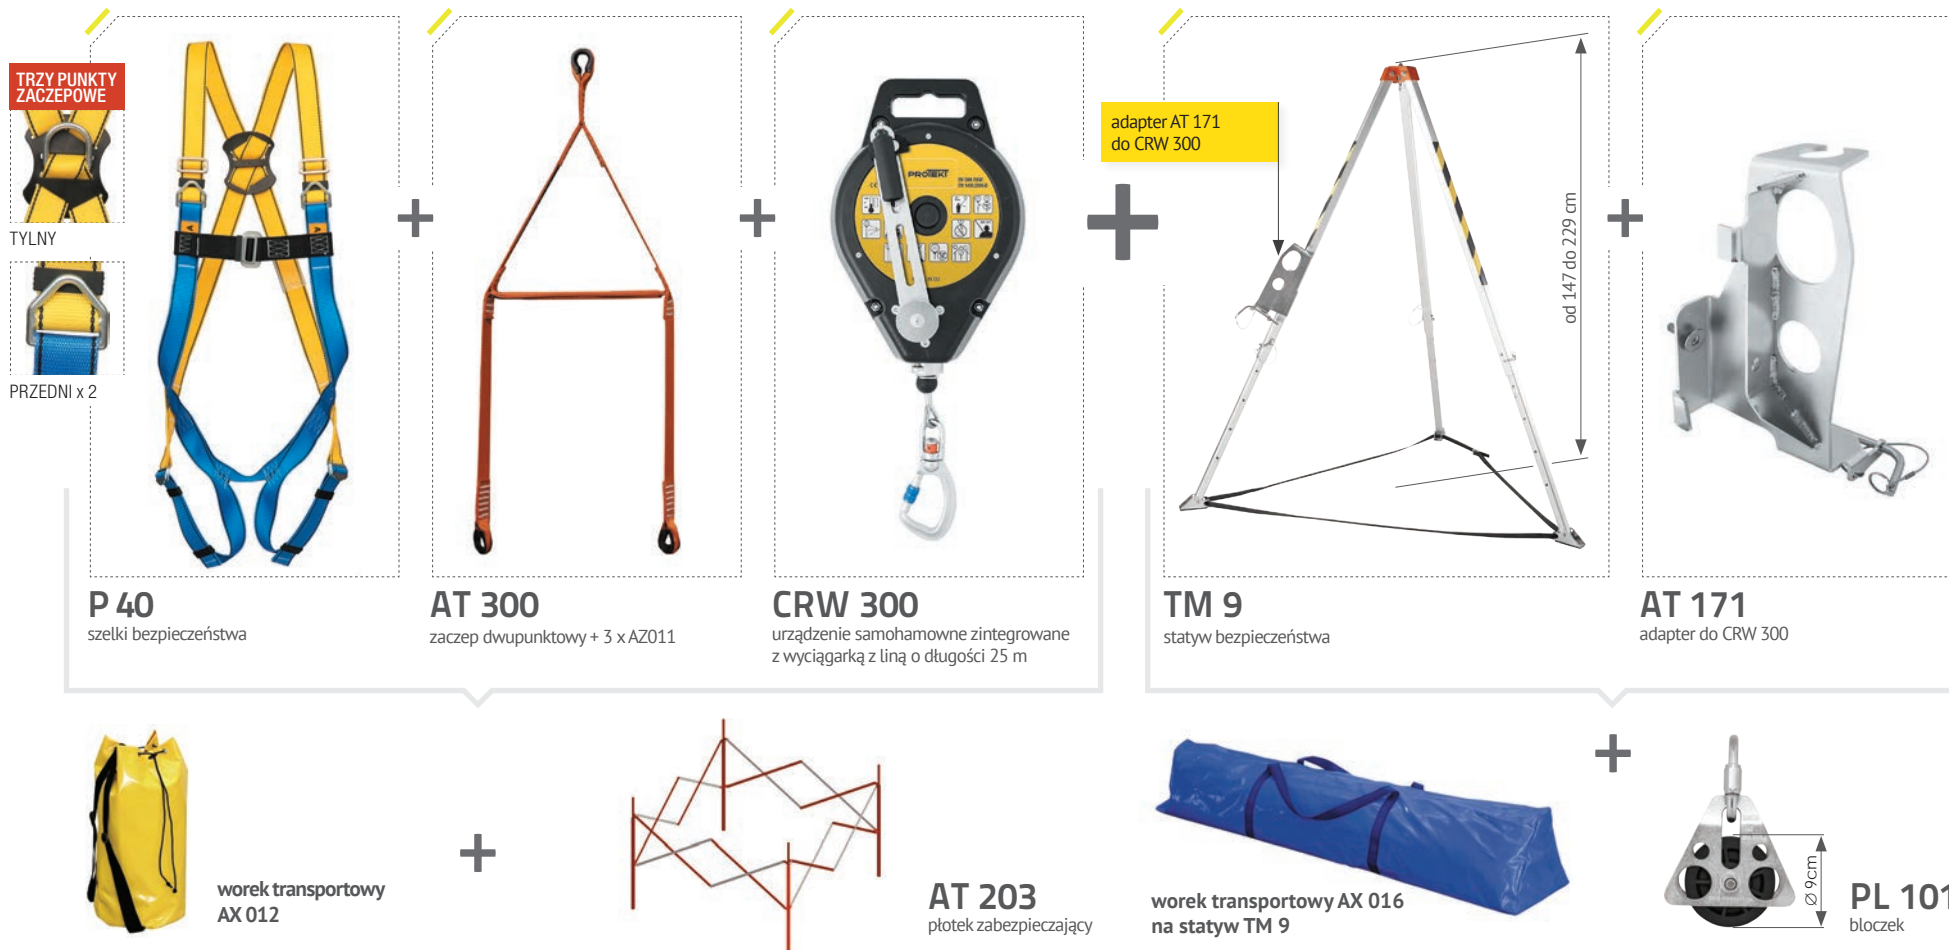 TRZY PUNKTY
ZACZEPOWE
TYLNY
PRZEDNI x 2
PROTEKT
adapter AT 171
do CRW 300
od 147 do 229 cm
P 40
szelki bezpieczeństwa
AT 300
zaczep dwupunktowy + 3 x AZ011
CRW 300
urządzenie samohamowne zintegrowane
z wyciągarką z liną o długości 25 m
TM 9
statyw bezpieczeństwa
AT 171
adapter do CRW 300
worek transportowy
AX 012
AT 203
płotek zabezpieczający
worek transportowy AX 016
na statyw TM 9
Ø 9cm
PL 101
bloczek